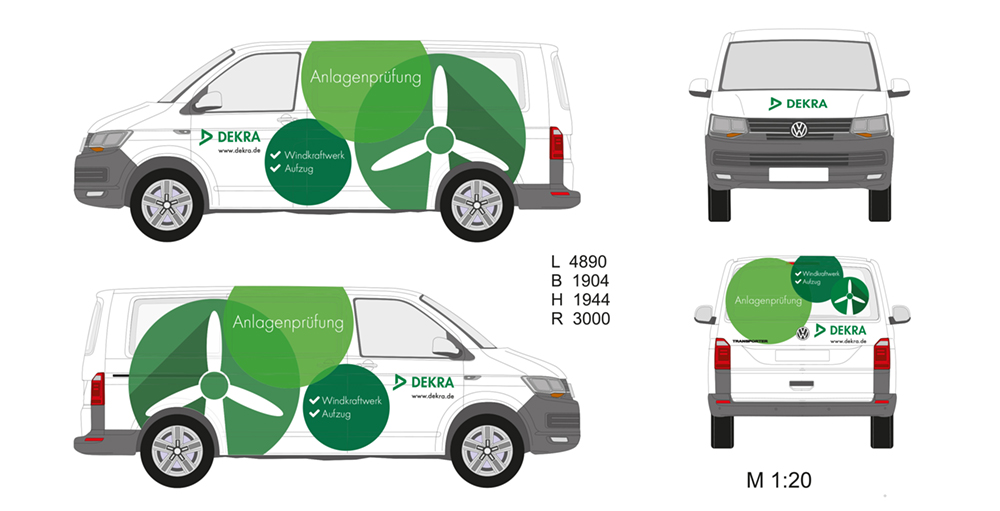 Anlagenprüfung
DEKRA
www.dekra.de
Windkraftwerk
Aufzug
DEKRA
L 4890
B 1904
H 1944
R 3000
Anlagenprüfung
Windkraftwerk
Aufzug
DEKRA
www.dekra.de
Windkraftwerk
Aufzug
Anlagenprüfung
DEKRA
www.dekra.de
TRANSPORTER
M 1:20